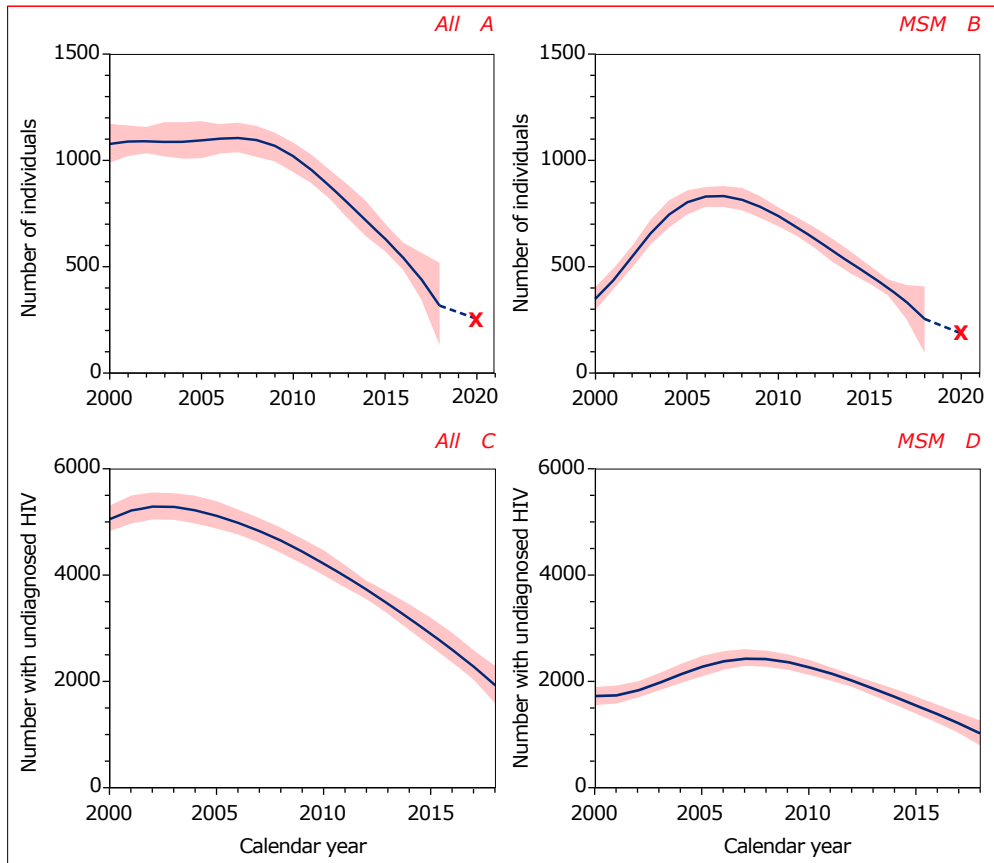 All A
1500
1000
500
0
Number of individuals
X
2000 2005 2010 2015 2020
MSM B
1500
1000
500
0
Number of individuals
X
2000 2005 2010 2015 2020
All C
6000
4000
2000
0
Number with undiagnosed HIV
2000 2005 2010 2015
Calendar year
MSM D
6000
4000
2000
0
Number with undiagnosed HIV
2000 2005 2010 2015
Calendar year